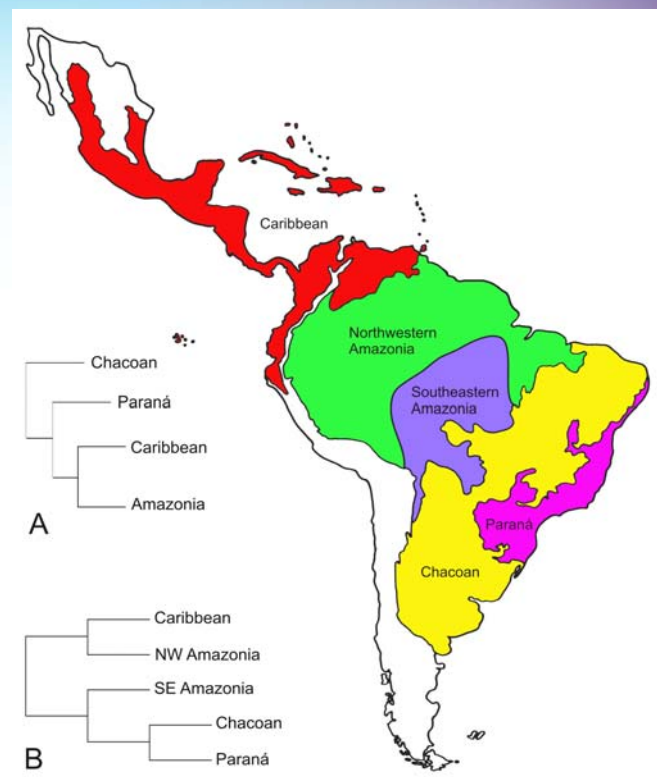 Caribbean
Northwestern
Amazonia
Southeastern
Amazonia
Paraná
Chacoan
Chacoan
Paraná
Caribbean
Amazonia
A
Caribbean
NW Amazonia
SE Amazonia
Chacoan
Paraná
B